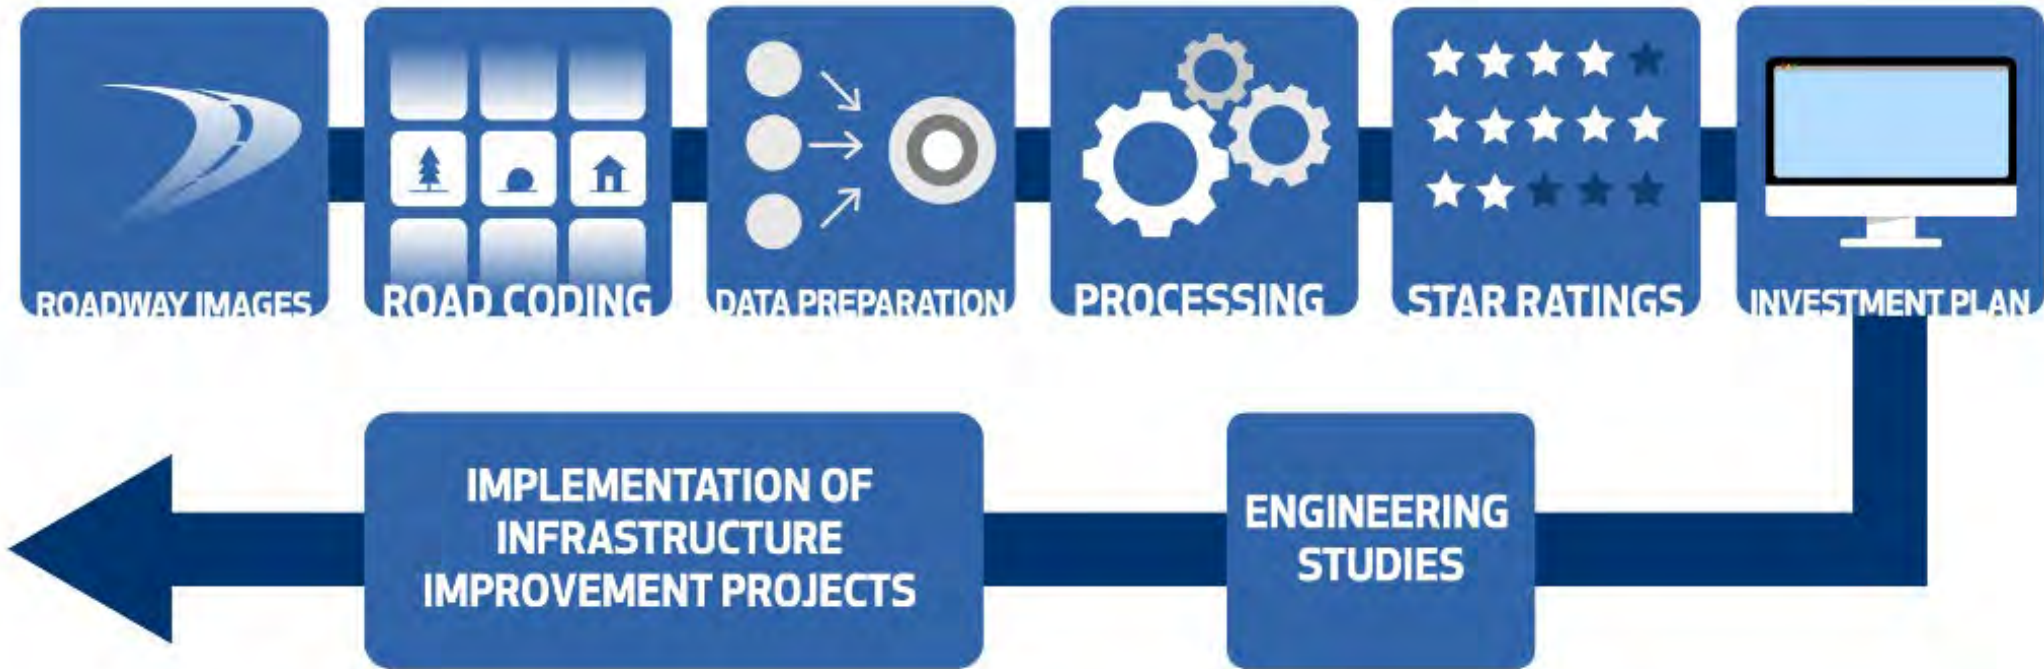 ROADWAY IMAGES
ROAD CODING
DATA PREPARATION
PROCESSING
STAR RATINGS
INVESTMENT PLAN
ENGINEERING
STUDIES
IMPLEMENTATION OF
INFRASTRUCTURE
IMPROVEMENT PROJECTS